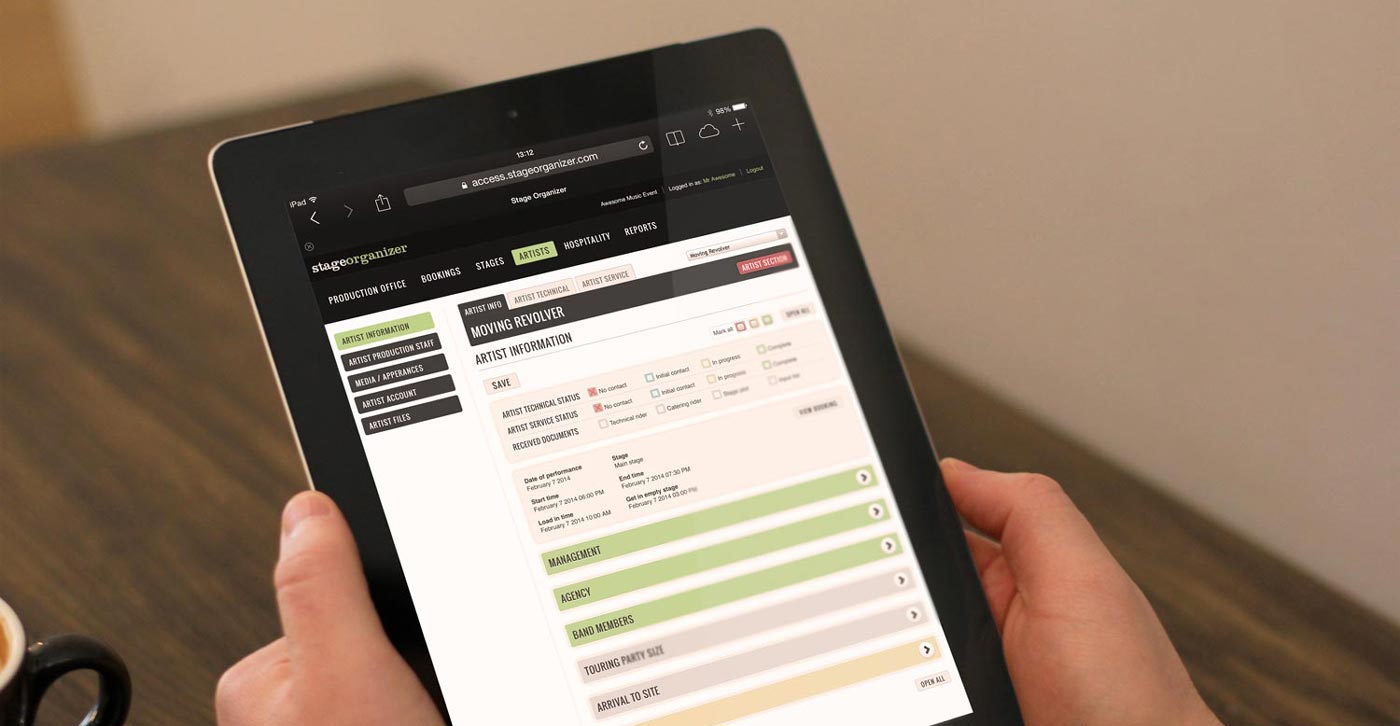 iPad 13:12 98%
access.stageorganizer.com
Stage Organizer
Awesome Music Event | Logged in as: Mr Awesome | Logout
stageorganizer
PRODUCTION OFFICE BOOKINGS STAGES ARTISTS HOSPITALITY REPORTS
Moving Revolver
ARTIST INFORMATION
ARTIST PRODUCTION STAFF
MEDIA / APPERANCES
ARTIST ACCOUNT
ARTIST FILES
ARTIST INFO ARTIST TECHNICAL ARTIST SERVICE
MOVING REVOLVER ARTIST SECTION
ARTIST INFORMATION Mark all OPEN ALL
SAVE
ARTIST TECHNICAL STATUS No contact Initial contact In progress Complete
ARTIST SERVICE STATUS No contact Initial contact In progress Complete
RECEIVED DOCUMENTS Technical rider Catering rider Stage plot Input list
VIEW BOOKING
Date of performance Stage
February 7 2014 Main stage
Start time End time
February 7 2014 06:00 PM February 7 2014 07:30 PM
Load in time Get in empty stage
February 7 2014 10:00 AM February 7 2014 03:00 PM
MANAGEMENT
AGENCY
BAND MEMBERS
TOURING PARTY SIZE
ARRIVAL TO SITE
OPEN ALL